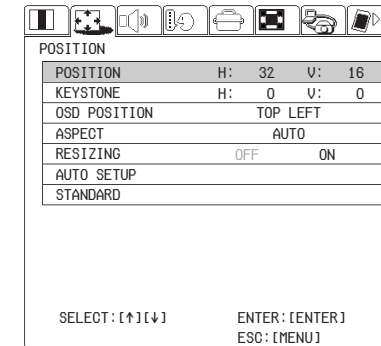 POSITION
POSITION H: 32 V: 16
KEYSTONE H: 0 V: 0
OSD POSITION TOP LEFT
ASPECT AUTO
RESIZING OFF ON
AUTO SETUP
STANDARD
SELECT:[↑][↓] ENTER:[ENTER]
ESC:[MENU]